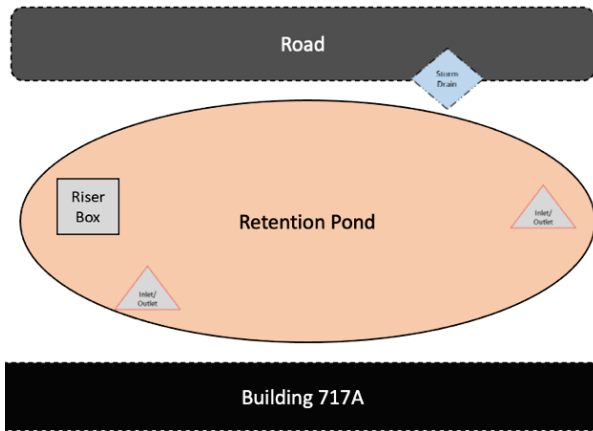 Road
Storm
Drain
Riser
Box
Retention Pond
Inlet/
Outlet
Inlet/
Outlet
Building 717A